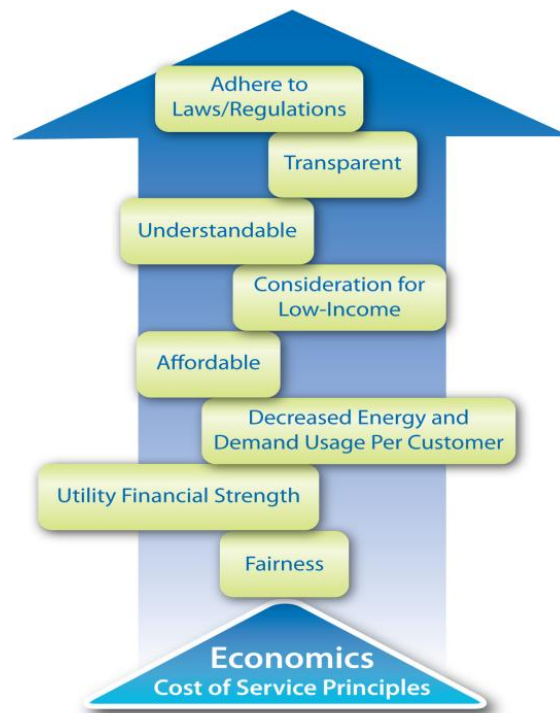 Adhere to
Laws/Regulations
Transparent
Understandable
Consideration for
Low-Income
Affordable
Decreased Energy and
Demand Usage Per Customer
Utility Financial Strength
Fairness
Economics
Cost of Service Principles